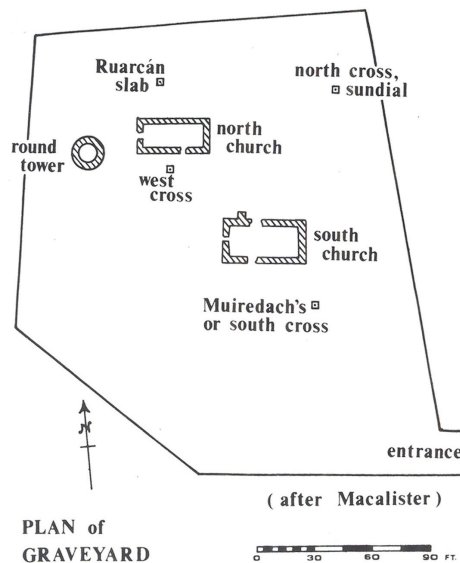 Ruarcán
slab
north cross,
sundial
round
tower
north
church
west
cross
south
church
Muiredach's
or south cross
N
entrance
( after Macalister )
PLAN of
GRAVEYARD
0 30 60 90 FT.